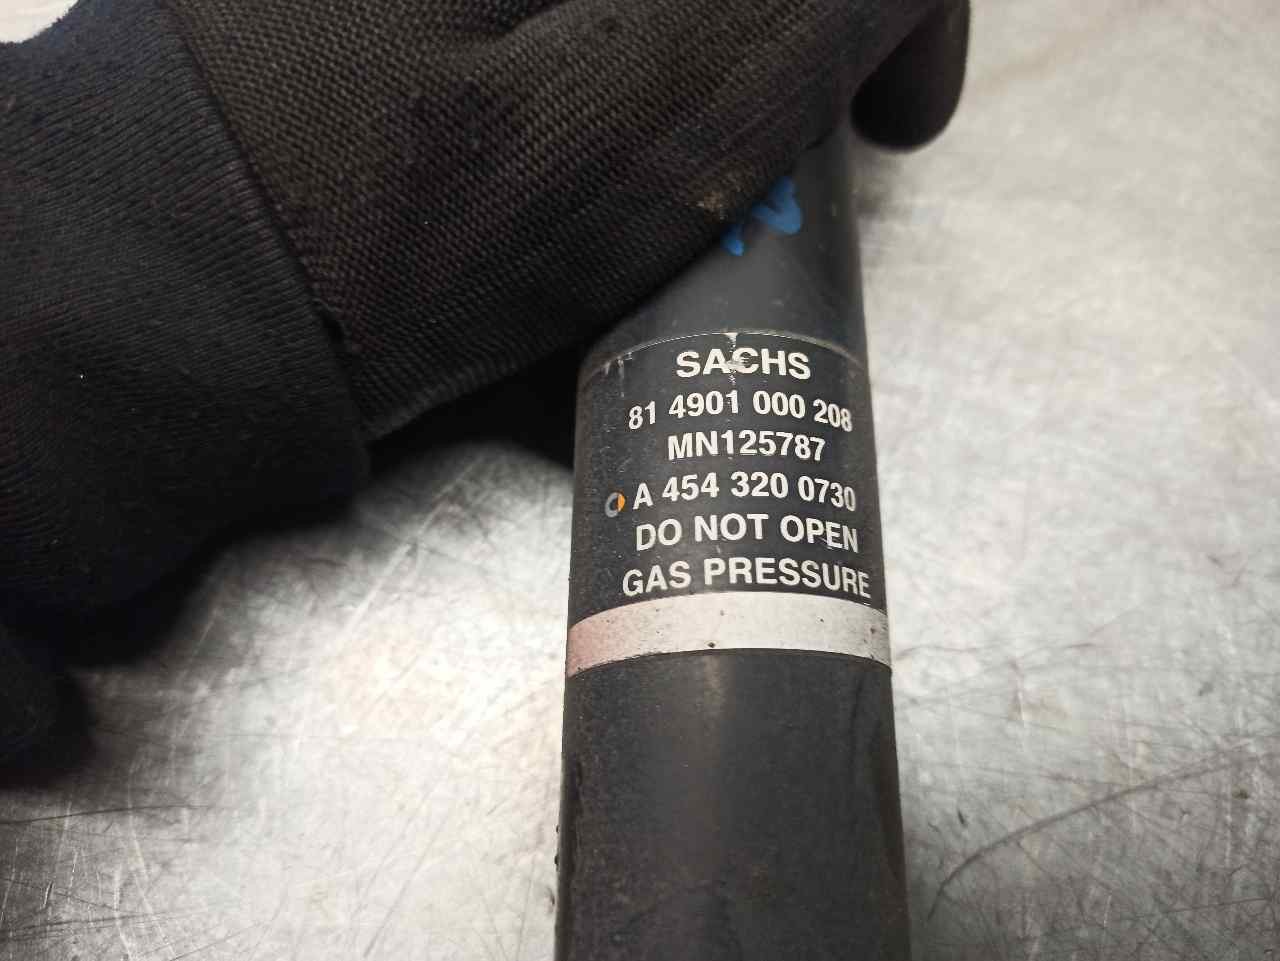 SACHS
81 4901 000 208
MN125787
A 454 320 0730
DO NOT OPEN
GAS PRESSURE